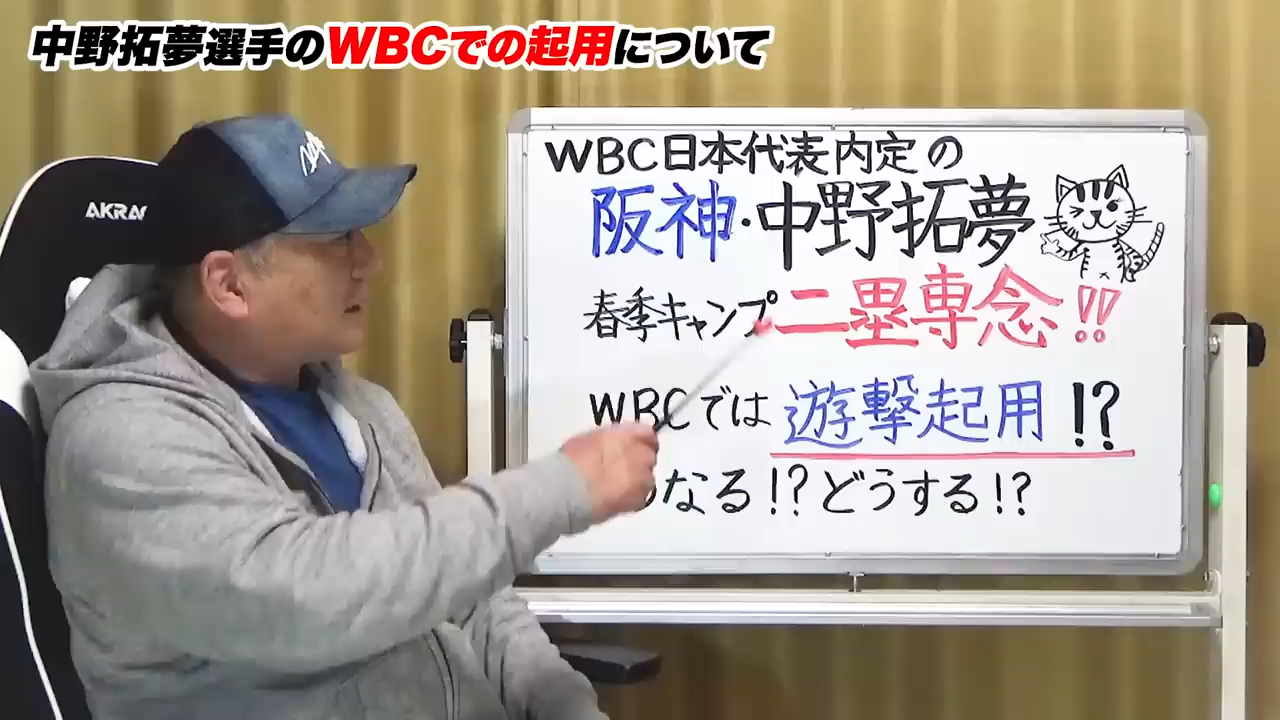 中野拓夢選手のWBCでの起用について
AKRA
WBC日本代表内定の
阪神・中野拓夢
春季キャンプ二塁専念!!
WBCでは遊撃起用!?
なる!?どうする!?